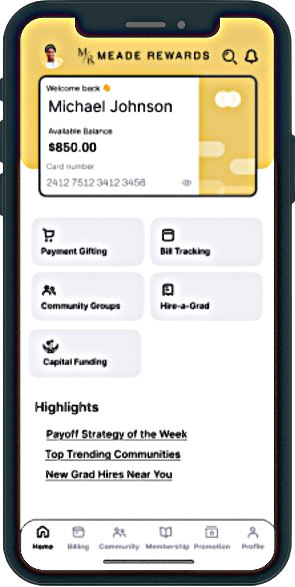 M/R MEADE REWARDS
Welcome back 👋
Michael Johnson
Available Balance
$850.00
Card number
2412 7512 3412 3456
Payment Gifting
Bill Tracking
Community Groups
Hire-a-Grad
Capital Funding
Highlights
Payoff Strategy of the Week
Top Trending Communities
New Grad Hires Near You
Home Billing Community Membership Promotion Profile